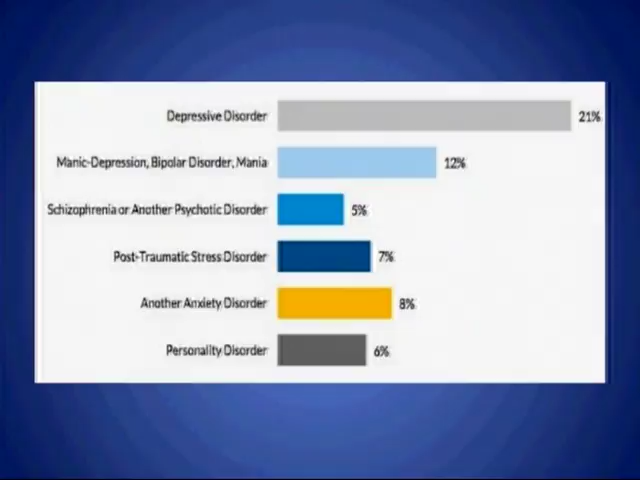 Depressive Disorder 21%
Manic-Depression, Bipolar Disorder, Mania 12%
Schizophrenia or Another Psychotic Disorder 5%
Post-Traumatic Stress Disorder 7%
Another Anxiety Disorder 8%
Personality Disorder 6%